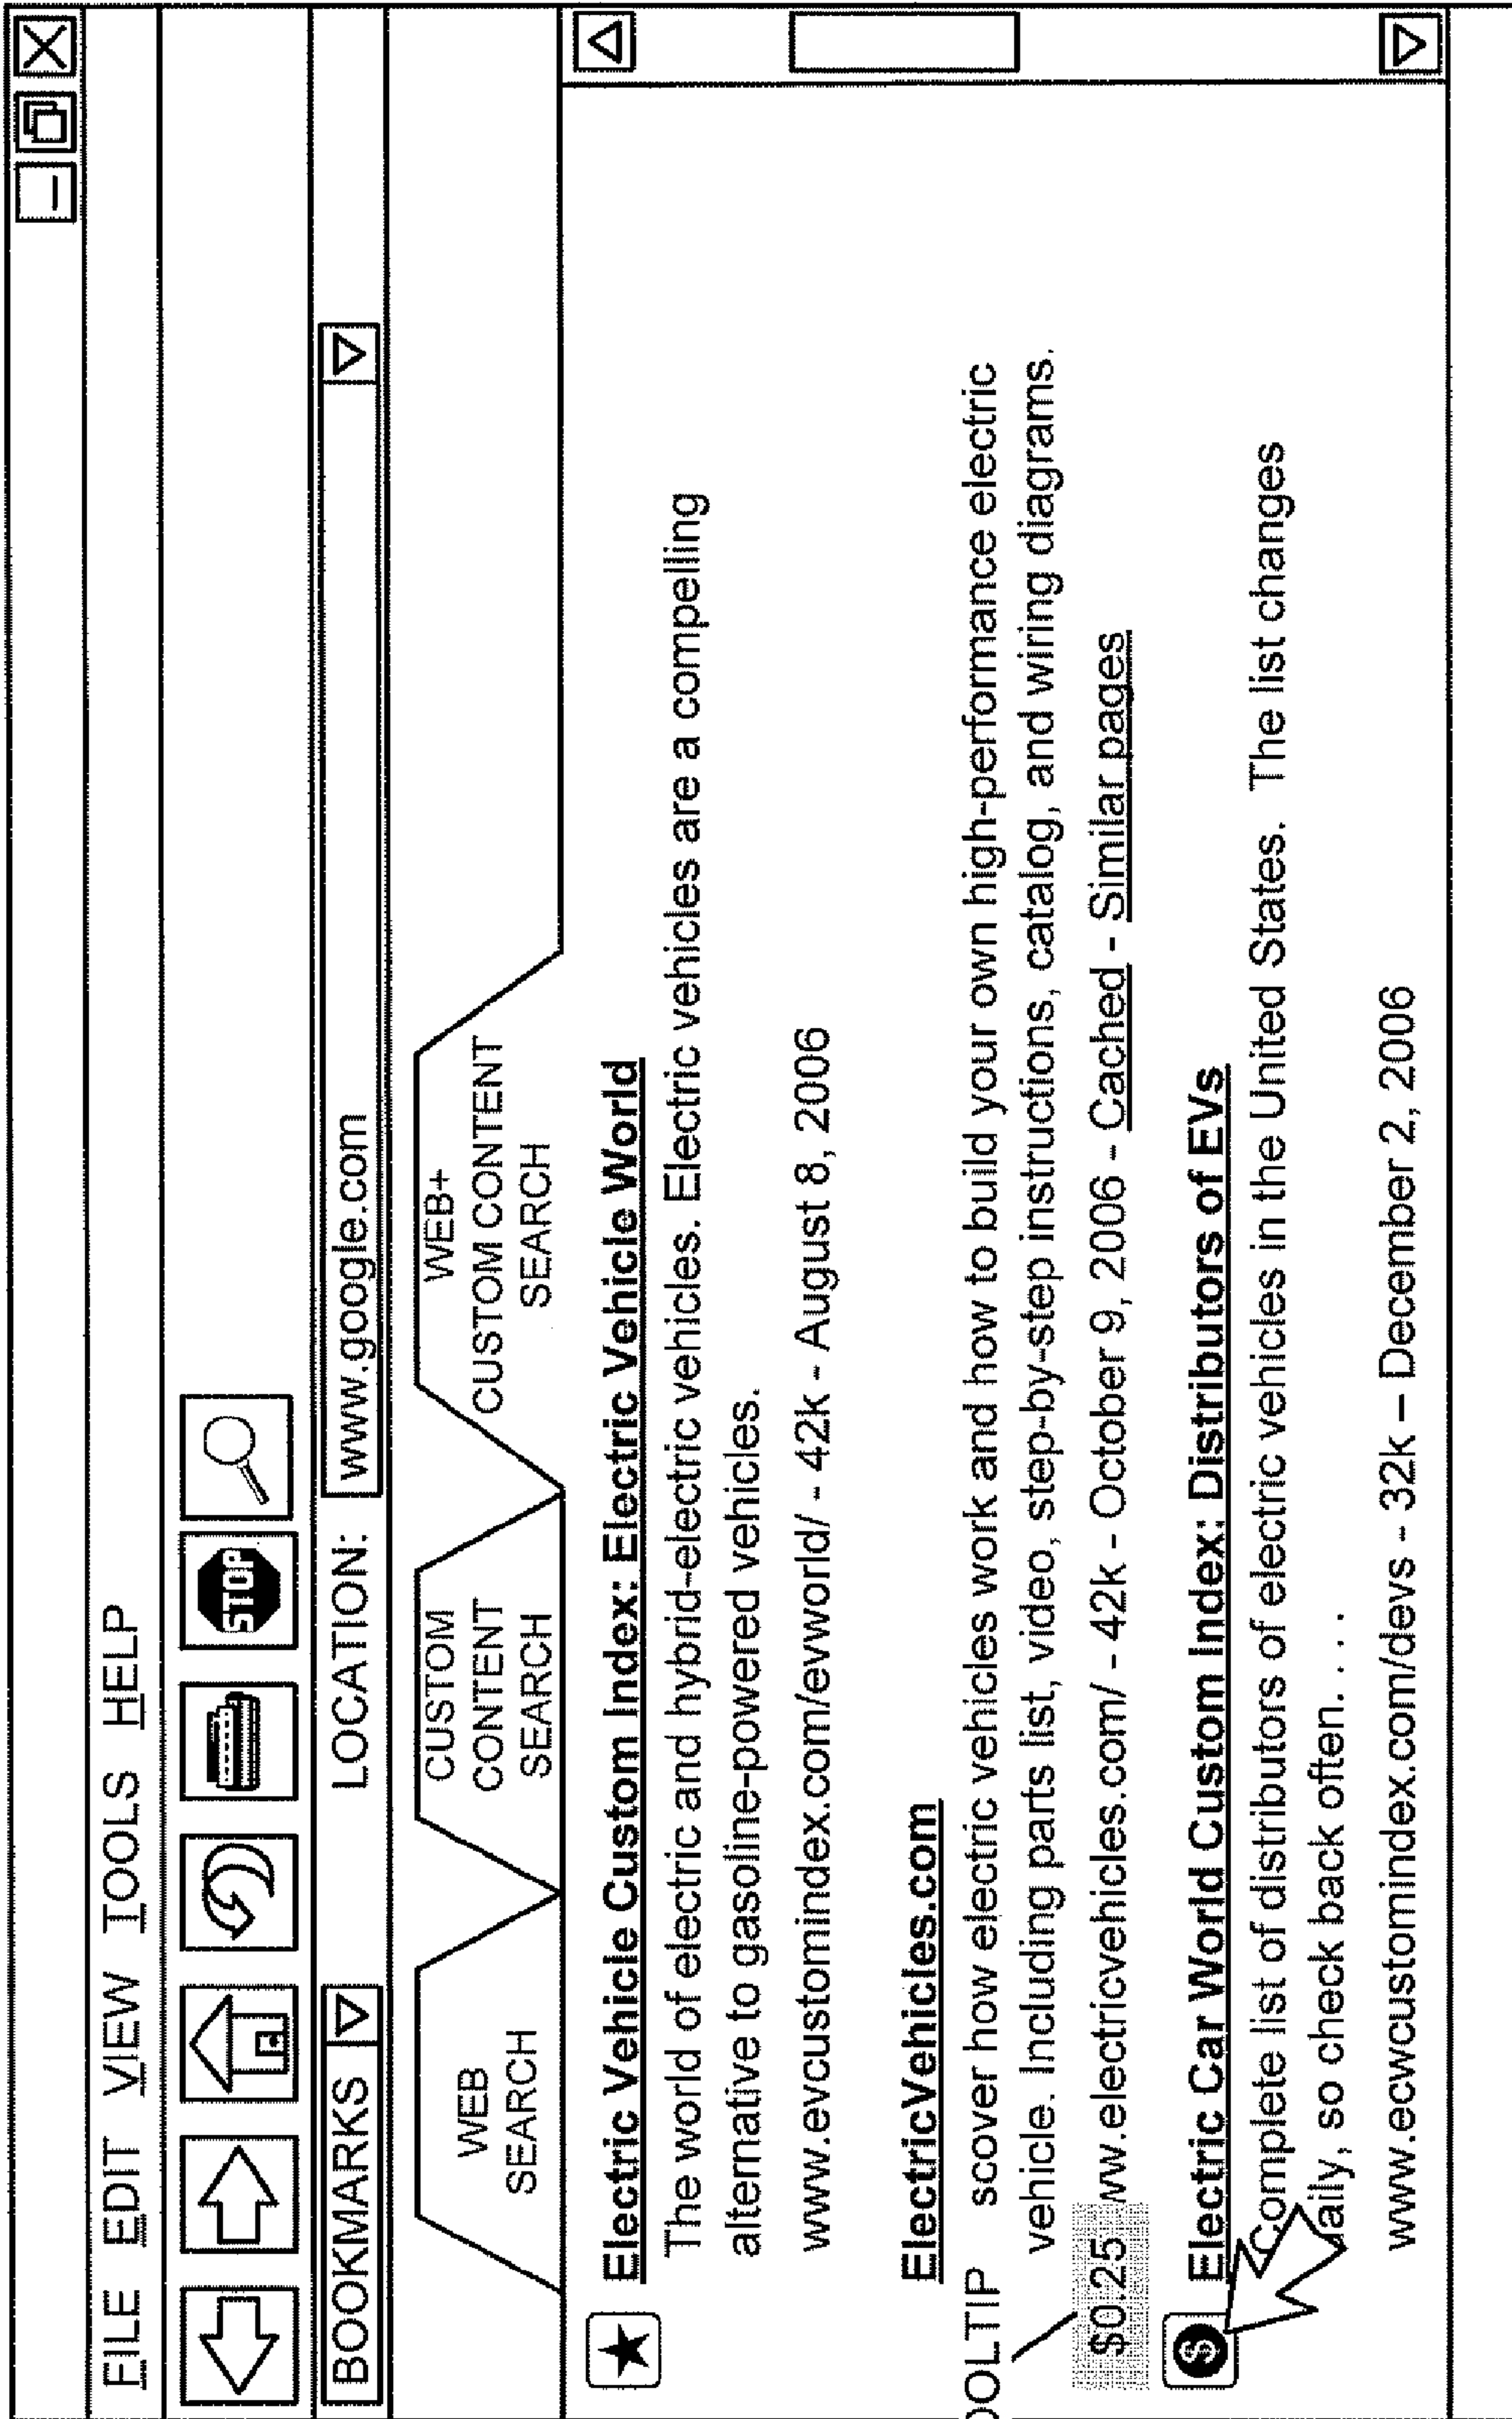 FILE EDIT VIEW TOOLS HELP
STOP
BOOKMARKS LOCATION: www.google.com
WEB
SEARCH
CUSTOM
CONTENT
SEARCH
WEB+
CUSTOM CONTENT
SEARCH
Electric Vehicle Custom Index: Electric Vehicle World
The world of electric and hybrid-electric vehicles. Electric vehicles are a compelling
alternative to gasoline-powered vehicles.
www.evcustomindex.com/evworld/ - 42k - August 8, 2006
ElectricVehicles.com
OOLTIP scover how electric vehicles work and how to build your own high-performance electric
vehicle. Including parts list, video, step-by-step instructions, catalog, and wiring diagrams.
$0.25 ww.electricvehicles.com/ - 42k - October 9, 2006 - Cached - Similar pages
$ Electric Car World Custom Index: Distributors of EVs
Complete list of distributors of electric vehicles in the United States. The list changes
aily, so check back often. . . .
www.ecwcustomindex.com/devs - 32k – December 2, 2006